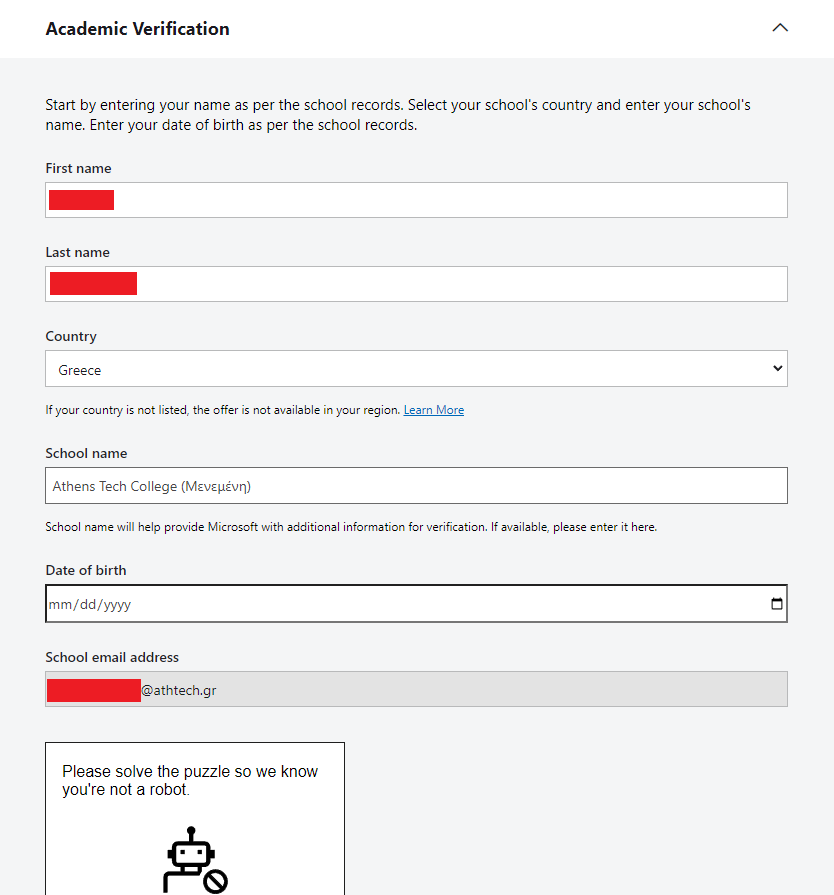 Academic Verification
Start by entering your name as per the school records. Select your school's country and enter your school's
name. Enter your date of birth as per the school records.
First name
Last name
Country
Greece
If your country is not listed, the offer is not available in your region. Learn More
School name
Athens Tech College (Μενεμένη)
School name will help provide Microsoft with additional information for verification. If available, please enter it here.
Date of birth
mm/dd/yyyy
School email address
@athtech.gr
Please solve the puzzle so we know
you're not a robot.